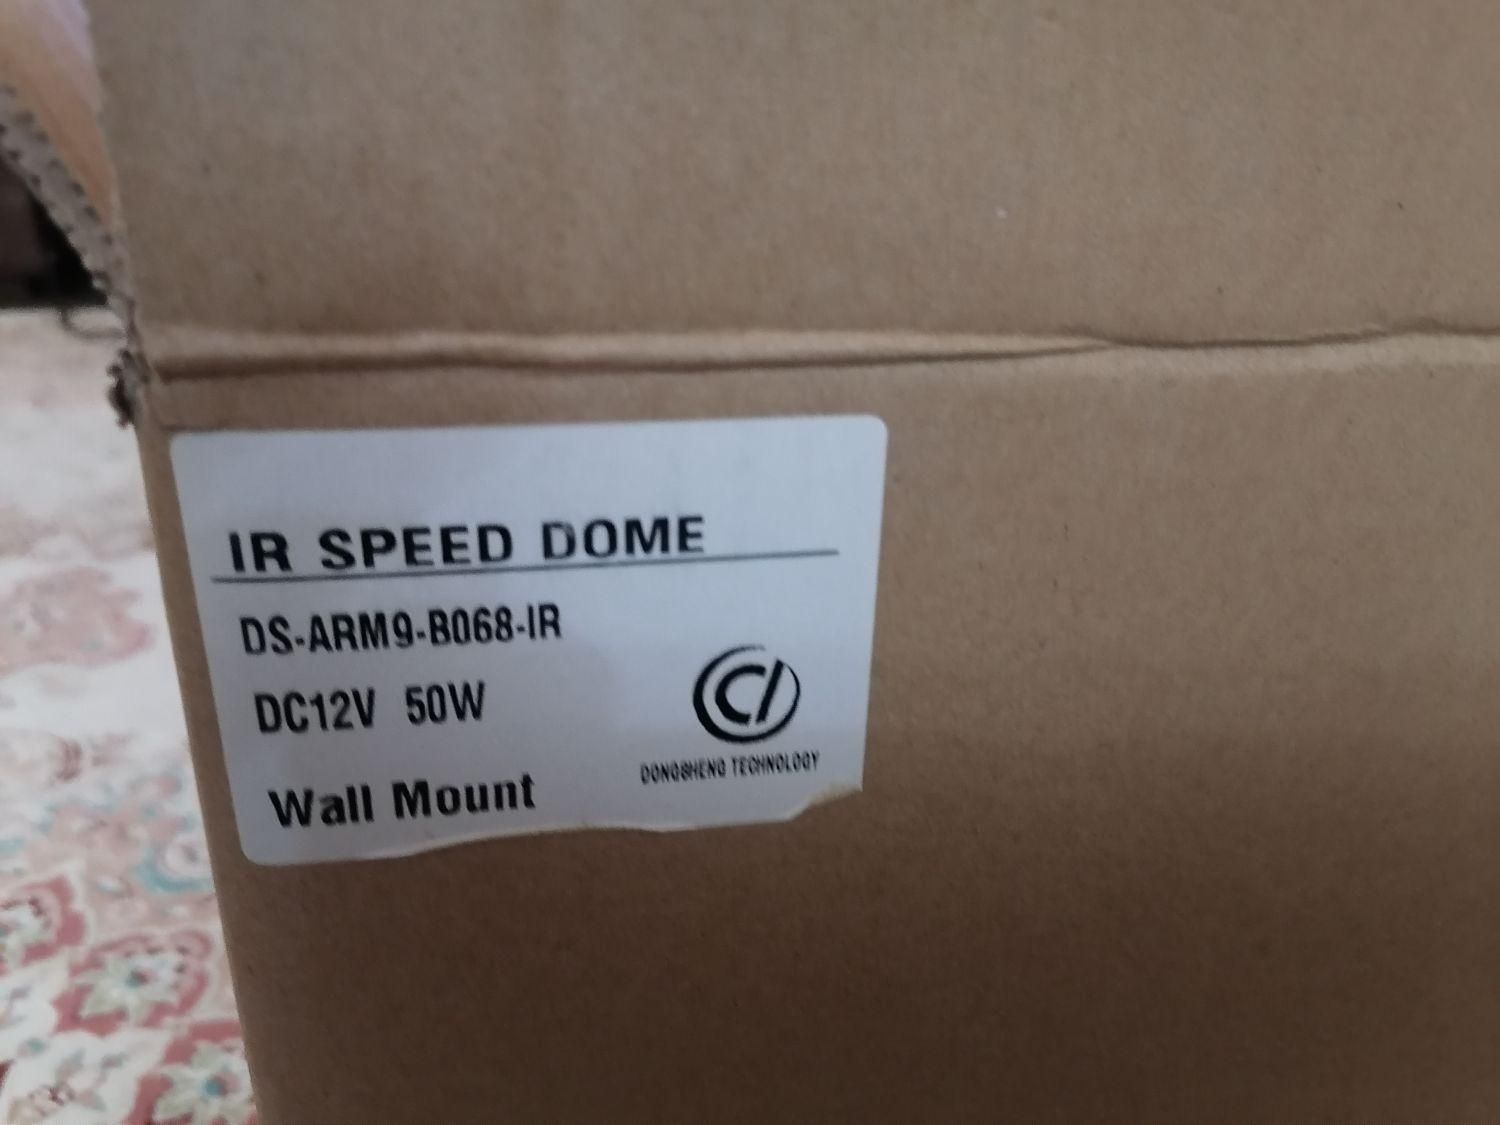 IR SPEED DOME
DS-ARM9-B068-IR
DC12V 50W
Wall Mount
DONGSHENG TECHNOLOGY